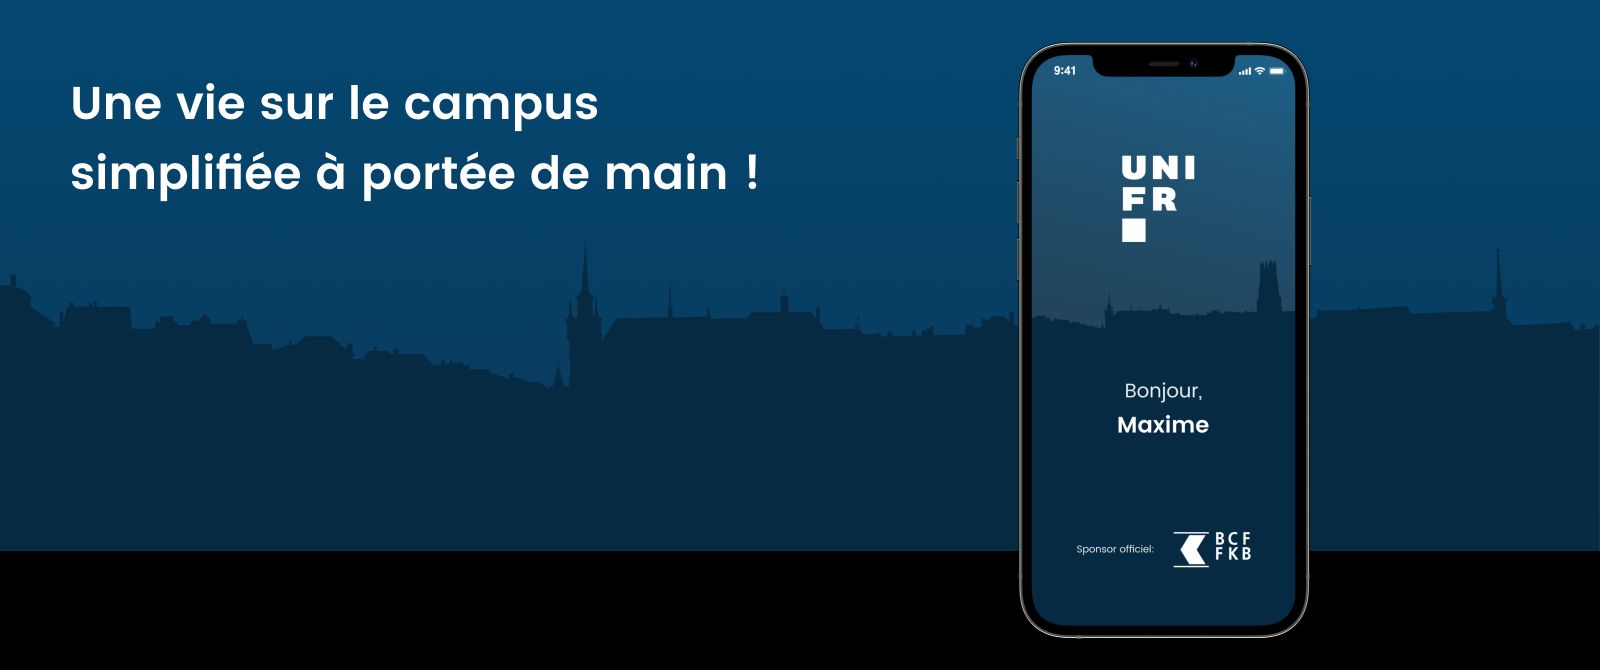 Une vie sur le campus
simplifiée à portée de main !
9:41
UNI
FR
Bonjour,
Maxime
Sponsor officiel:
BCF
FKB